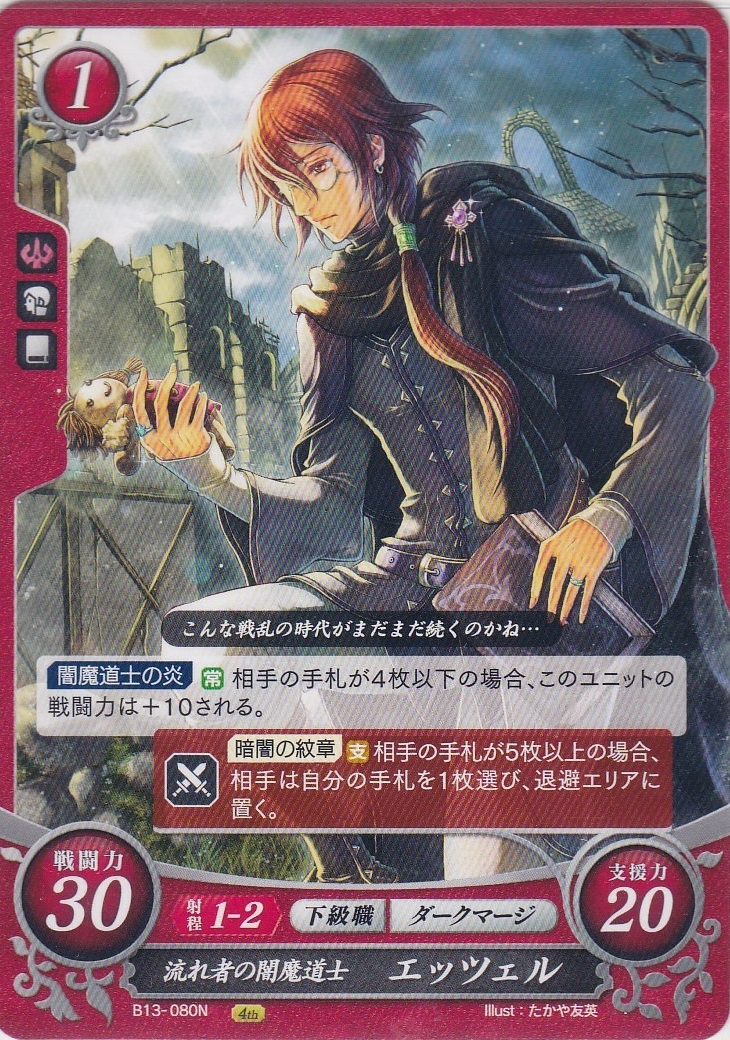 1
こんな戦乱の時代がまだまだ続くのかね…
闇魔道士の炎 常 相手の手札が4枚以下の場合、このユニットの
戦闘力は+10される。
暗闇の紋章 支 相手の手札が5枚以上の場合、
相手は自分の手札を1枚選び、退避エリアに
置く。
戦闘力
30
射程 1-2 下級職 ダークマージ
支援力
20
流れ者の闇魔道士 エッツェル
B13-080N 4th Illust:たかや友英